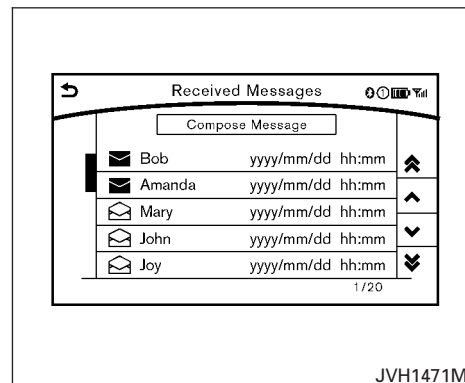 Received Messages
Compose Message
Bob yyyy/mm/dd hh:mm
Amanda yyyy/mm/dd hh:mm
Mary yyyy/mm/dd hh:mm
John yyyy/mm/dd hh:mm
Joy yyyy/mm/dd hh:mm
1/20
JVH1471M